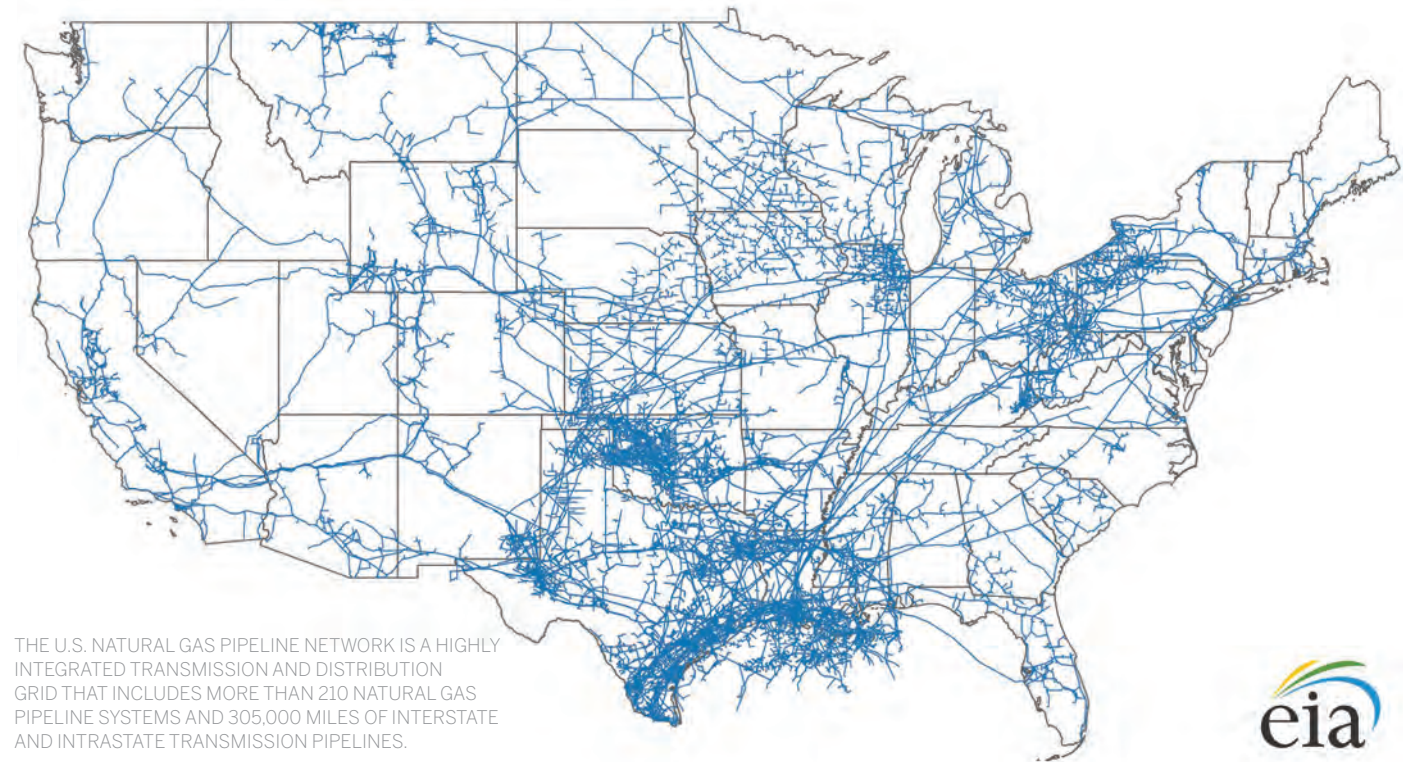 THE U.S. NATURAL GAS PIPELINE NETWORK IS A HIGHLY
INTEGRATED TRANSMISSION AND DISTRIBUTION
GRID THAT INCLUDES MORE THAN 210 NATURAL GAS
PIPELINE SYSTEMS AND 305,000 MILES OF INTERSTATE
AND INTRASTATE TRANSMISSION PIPELINES.
eia